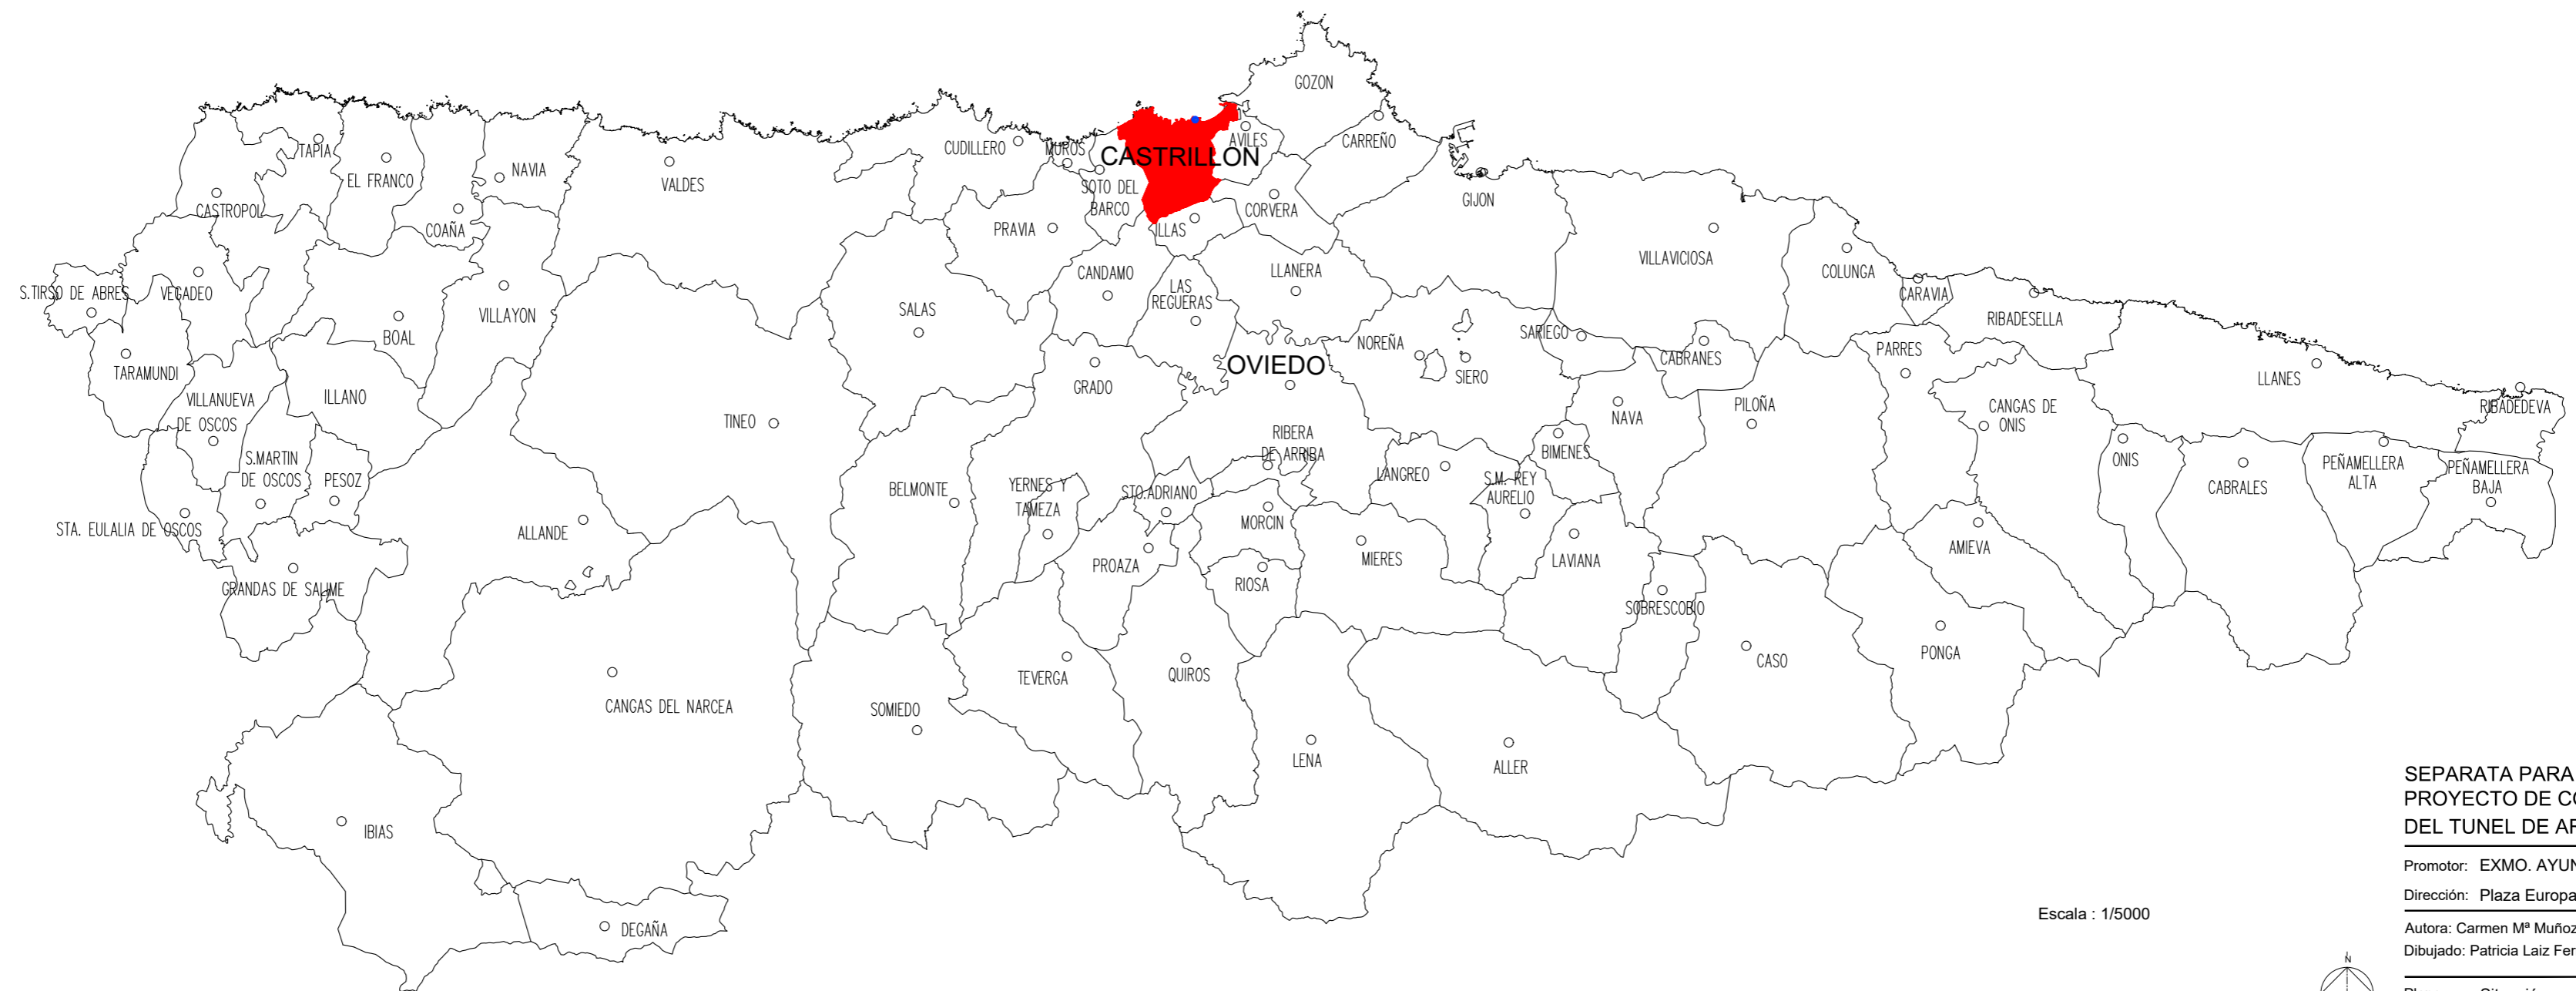 GOZON
TAPIA
EL FRANCO
NAVIA
VALDES
CUDILLERO
MUROS
CASTRILLON
AVILES
CARREÑO
CASTROPOL
COAÑA
SOTO DEL
BARCO
PRAVIA
ILLAS
CORVERA
GIJON
VILLAVICIOSA
COLUNGA
CARAVIA
RIBADESELLA
S.TIRSO DE ABRES
VEGADEO
BOAL
VILLAYON
SALAS
CANDAMO
LAS
REGUERAS
LLANERA
NOREÑA
SIERO
SARIEGO
CABRANES
PARRES
LLANES
RIBADEDEVA
TARAMUNDI
VILLANUEVA
DE OSCOS
ILLANO
TINEO
GRADO
OVIEDO
NAVA
PILOÑA
CANGAS DE
ONIS
S.MARTIN
DE OSCOS
PESOZ
BELMONTE
YERNES Y
TAMEZA
STO.ADRIANO
RIBERA
DE ARRIBA
LANGREO
S.M. REY
AURELIO
BIMENES
ONIS
CABRALES
PEÑAMELLERA
ALTA
PEÑAMELLERA
BAJA
STA. EULALIA DE OSCOS
ALLANDE
PROAZA
MORCIN
RIOSA
MIERES
LAVIANA
SOBRESCOBIO
AMIEVA
GRANDAS DE SALIME
CANGAS DEL NARCEA
SOMIEDO
TEVERGA
QUIROS
LENA
ALLER
CASO
PONGA
IBIAS
DEGAÑA
Escala : 1/5000
N
SEPARATA PARA
PROYECTO DE CO
DEL TUNEL DE AR
Promotor: EXMO. AYUN
Dirección: Plaza Europa
Autora: Carmen Mª Muñoz
Dibujado: Patricia Laiz Fer